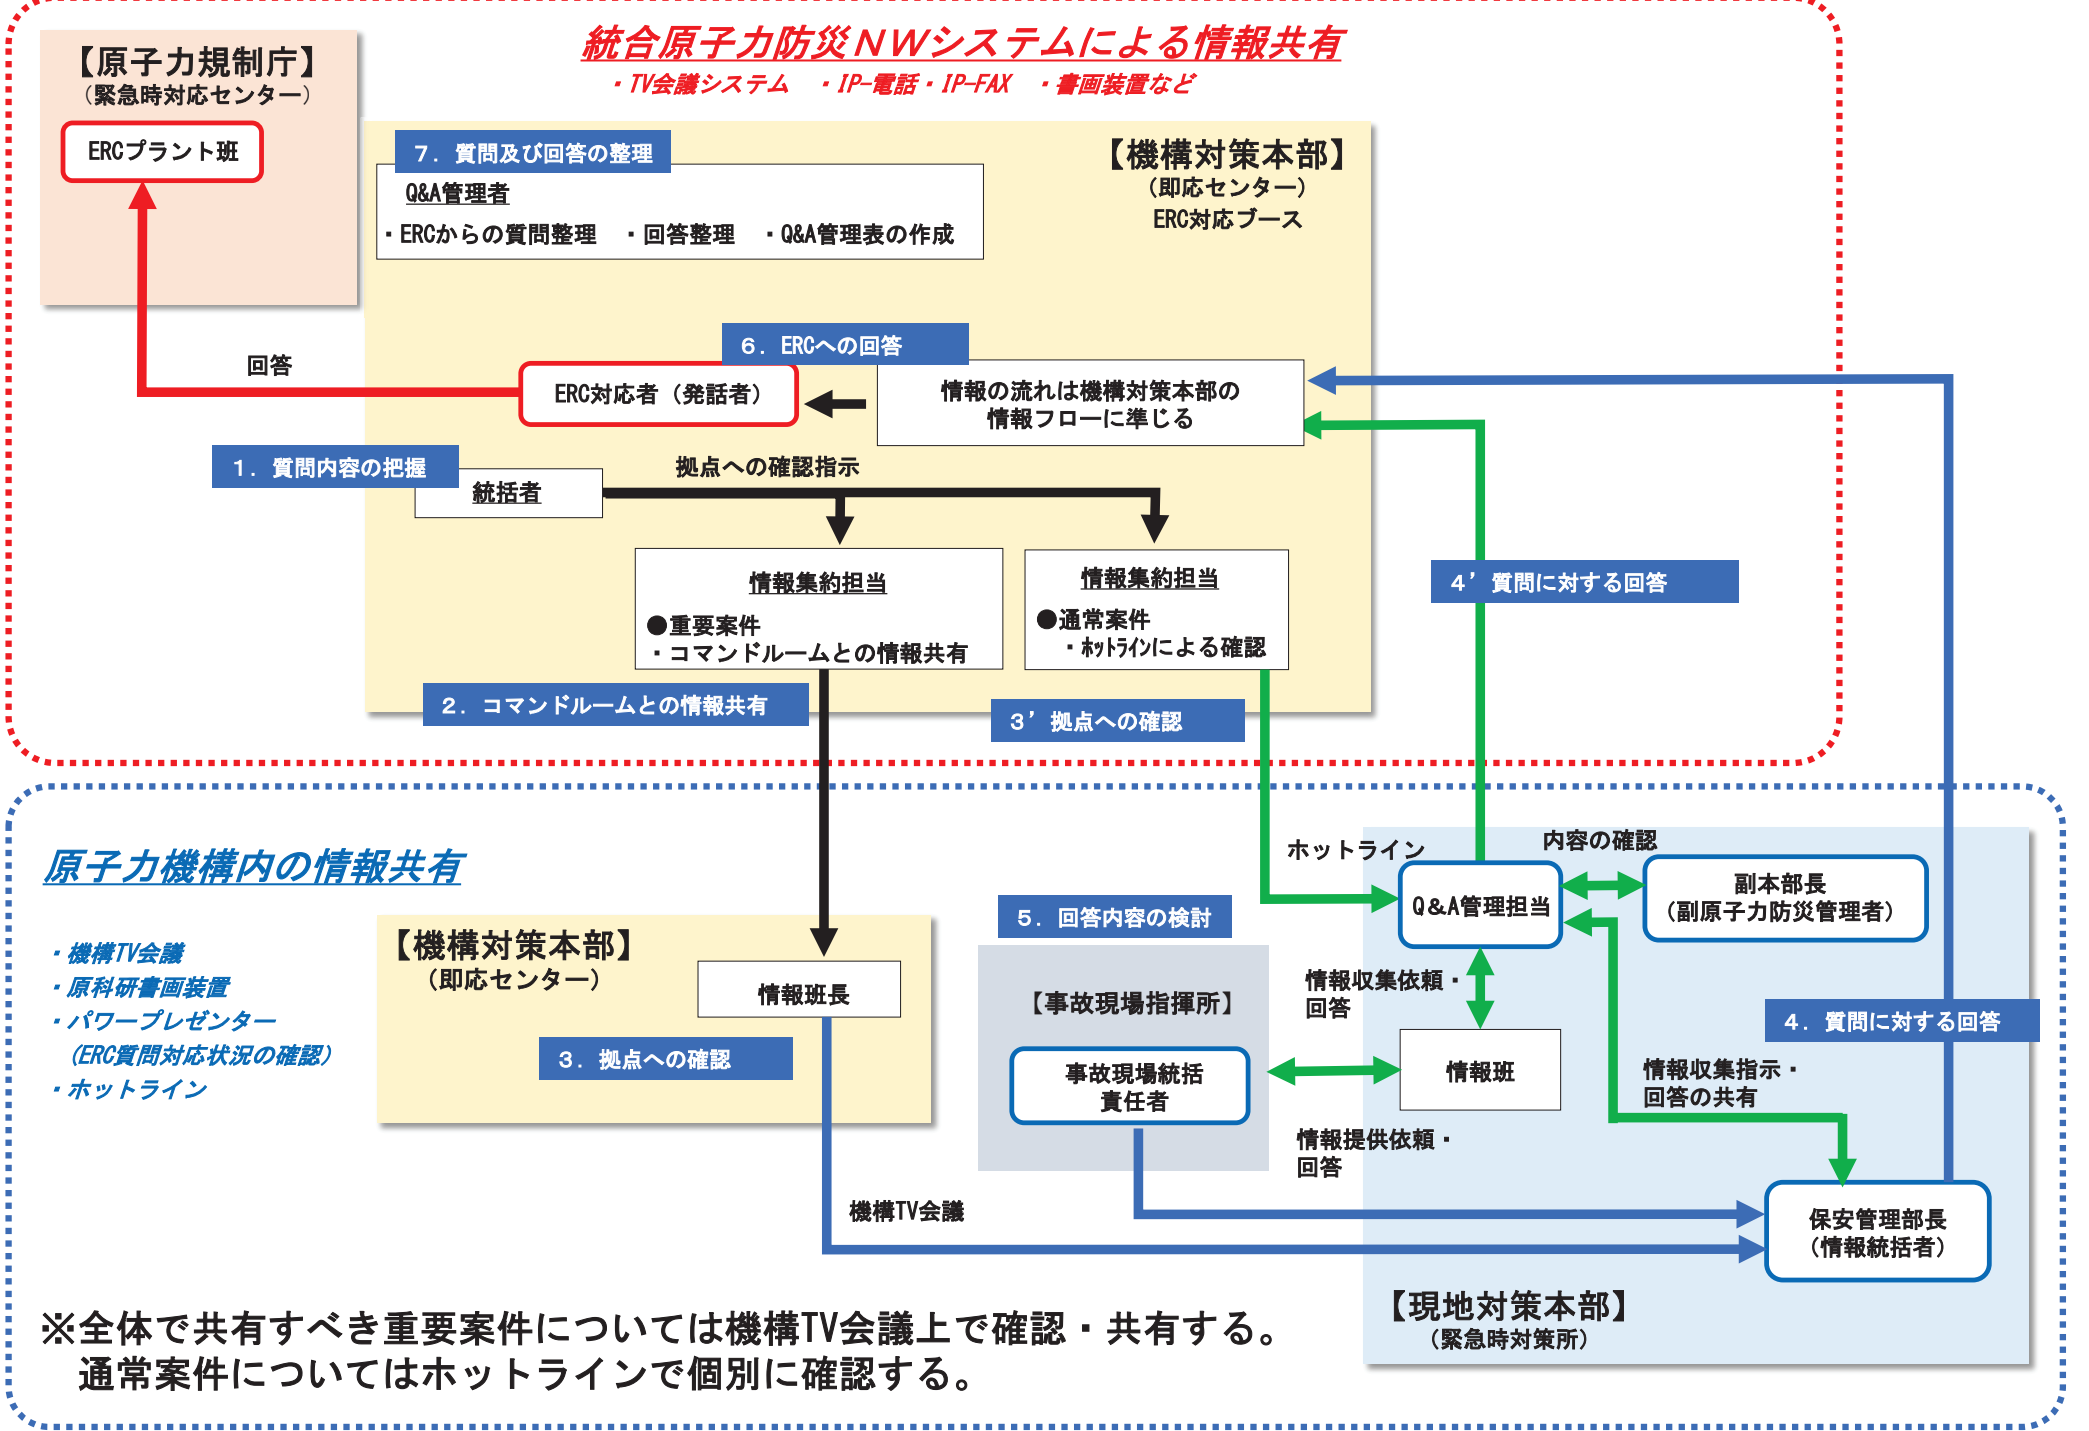 統合原子力防災ＮＷシステムによる情報共有
・TV会議システム　・IP-電話・IP-FAX　・書画装置など
【原子力規制庁】
（緊急時対応センター）
ERCプラント班
７．質問及び回答の整理
Q&A管理者
・ERCからの質問整理　・回答整理　・Q&A管理表の作成
【機構対策本部】
（即応センター）
ERC対応ブース
６．ERCへの回答
回答
ERC対応者（発話者）
情報の流れは機構対策本部の
情報フローに準じる
１．質問内容の把握
統括者
拠点への確認指示
情報集約担当
●重要案件
・コマンドルームとの情報共有
情報集約担当
●通常案件
・ﾎｯﾄﾗｲﾝによる確認
４’質問に対する回答
２．コマンドルームとの情報共有
３’拠点への確認
原子力機構内の情報共有
・機構TV会議
・原科研書画装置
・パワープレゼンター
（ERC質問対応状況の確認）
・ホットライン
【機構対策本部】
（即応センター）
情報班長
３．拠点への確認
５．回答内容の検討
【事故現場指揮所】
事故現場統括
責任者
ホットライン
内容の確認
Q＆A管理担当
副本部長
（副原子力防災管理者）
情報収集依頼・
回答
４．質問に対する回答
情報班
情報収集指示・
回答の共有
情報提供依頼・
回答
機構TV会議
保安管理部長
（情報統括者）
【現地対策本部】
（緊急時対策所）
※全体で共有すべき重要案件については機構TV会議上で確認・共有する。
通常案件についてはホットラインで個別に確認する。